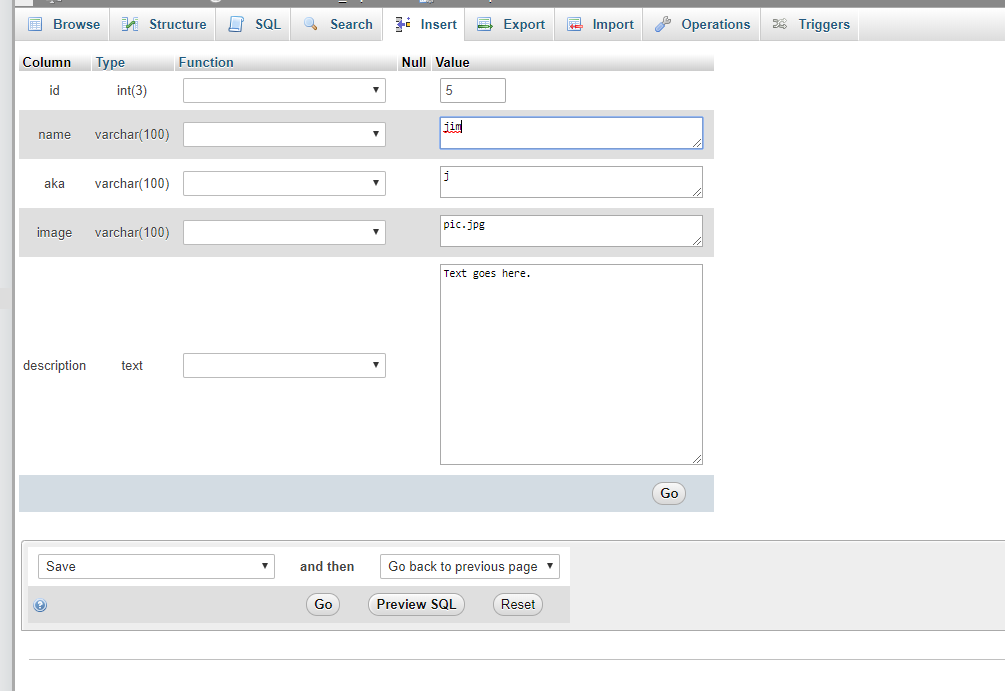 Browse Structure SQL Search Insert Export Import Operations Triggers
Column Type Function Null Value
id int(3) 5
name varchar(100) jim
aka varchar(100) j
image varchar(100) pic.jpg
Text goes here.
description text
Go
Save and then Go back to previous page
Go Preview SQL Reset